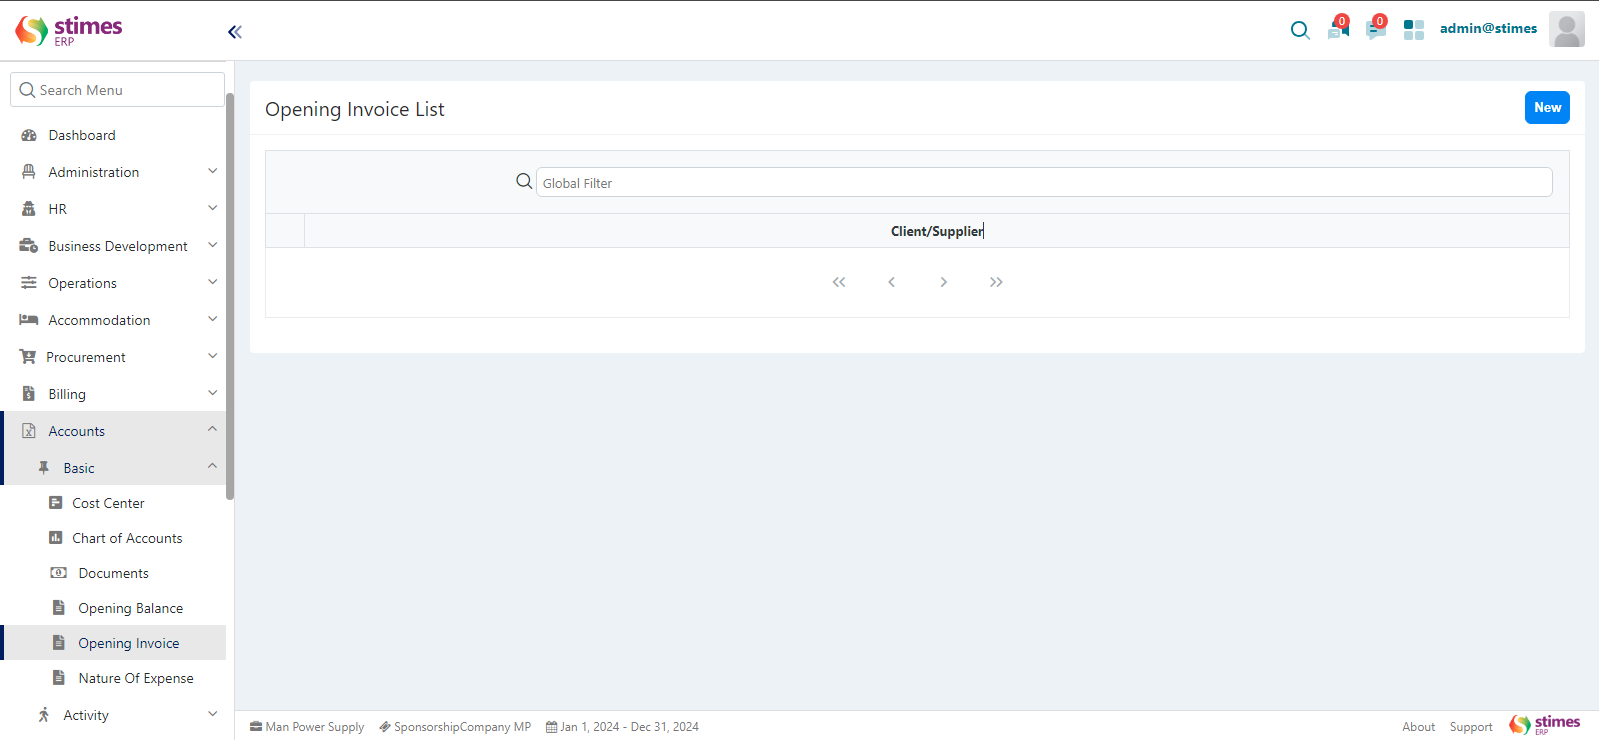 stimes
ERP
0
0
admin@stimes
Search Menu
Dashboard
Administration
HR
Business Development
Operations
Accommodation
Procurement
Billing
Accounts
Basic
Cost Center
Chart of Accounts
Documents
Opening Balance
Opening Invoice
Nature Of Expense
Activity
Opening Invoice List
New
Global Filter
Client/Supplier
Man Power Supply
SponsorshipCompany MP
Jan 1, 2024 - Dec 31, 2024
About
Support
stimes
ERP